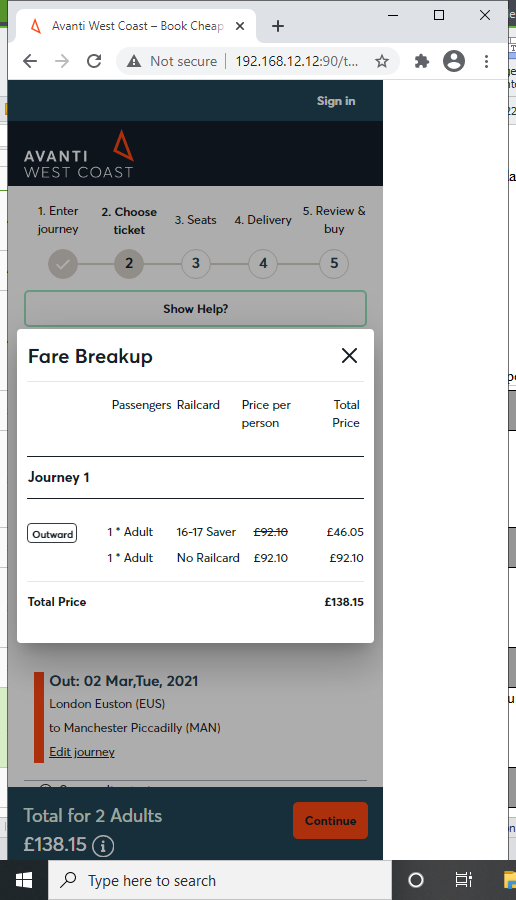 Avanti West Coast – Book Cheap
Not secure | 192.168.12.12:90/t...
Sign in
AVANTI
WEST COAST
1. Enter journey
2. Choose ticket
3. Seats
4. Delivery
5. Review & buy
2
3
4
5
Show Help?
Fare Breakup
Passengers Railcard Price per person Total Price
Journey 1
Outward 1 * Adult 16-17 Saver £92.10 £46.05
1 * Adult No Railcard £92.10 £92.10
Total Price £138.15
Out: 02 Mar,Tue, 2021
London Euston (EUS)
to Manchester Piccadilly (MAN)
Edit journey
Total for 2 Adults
£138.15
Continue
Type here to search